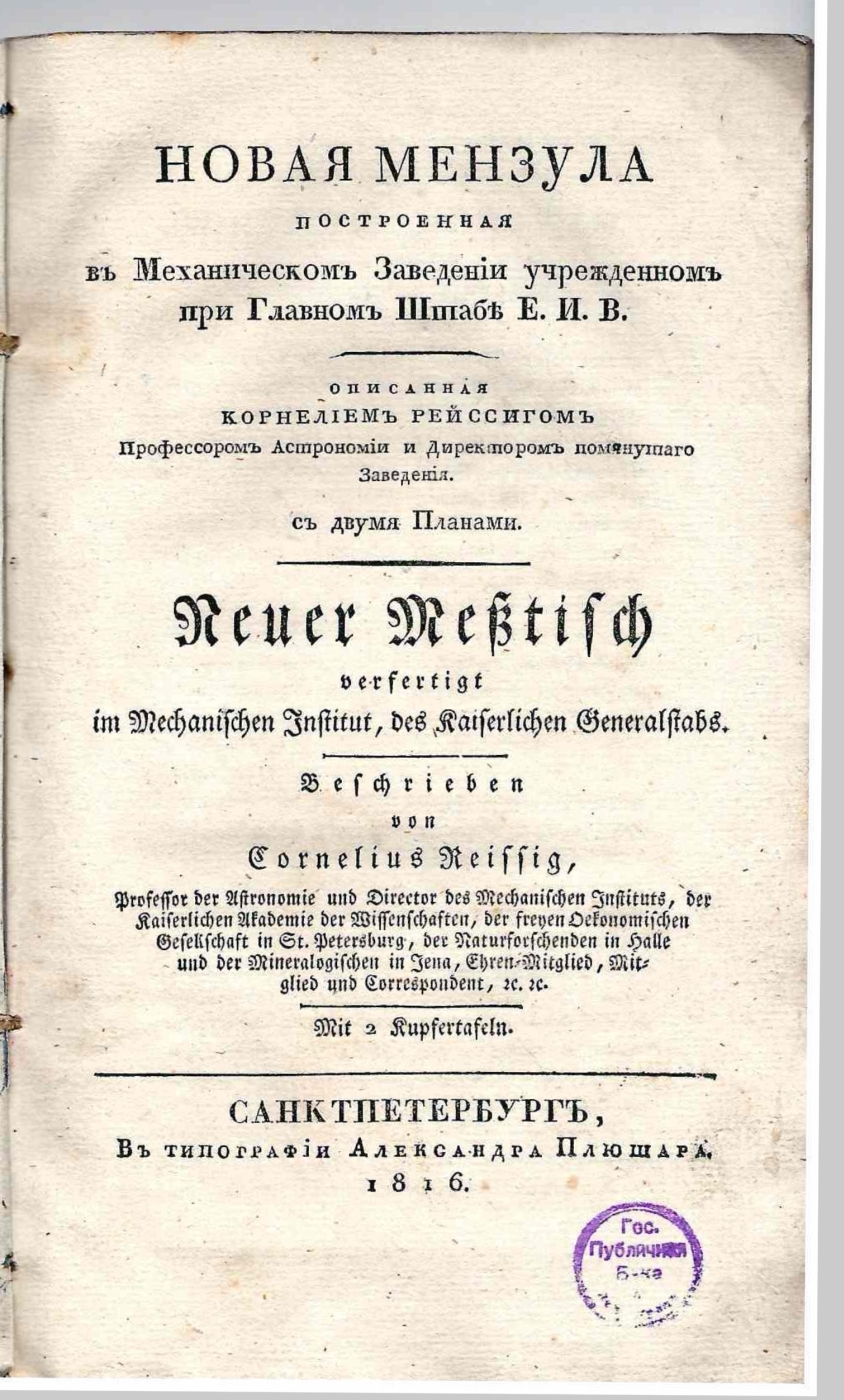 НОВАЯ МЕНЗУЛА
ПОСТРОЕННАЯ
въ Механическомъ Заведеніи учрежденномъ
при Главномъ Штабѣ Е. И. В.
ОПИСАННАЯ
КОРНЕЛІЕМЪ РЕЙССИГОМЪ
Профессоромъ Астрономіи и Директоромъ помянутаго
Заведенія.
съ двумя Планами.
Neuer Meßtisch
verfertigt
im Mechanischen Institut, des Kaiserlichen Generalstabs.
Beschrieben
von
Cornelius Reissig,
Professor der Astronomie und Director des Mechanischen Instituts, der
Kaiserlichen Akademie der Wissenschaften, der freyen Oekonomischen
Gesellschaft in St. Petersburg, der Naturforschenden in Halle
und der Mineralogischen in Jena, Ehren-Mitglied, Mit-
glied und Correspondent, ꝛc. ꝛc.
Mit 2 Kupfertafeln.
САНКТПЕТЕРБУРГЪ,
Въ типографіи Александра Плюшара,
1816.
Гос.
Публичная
Б-ка